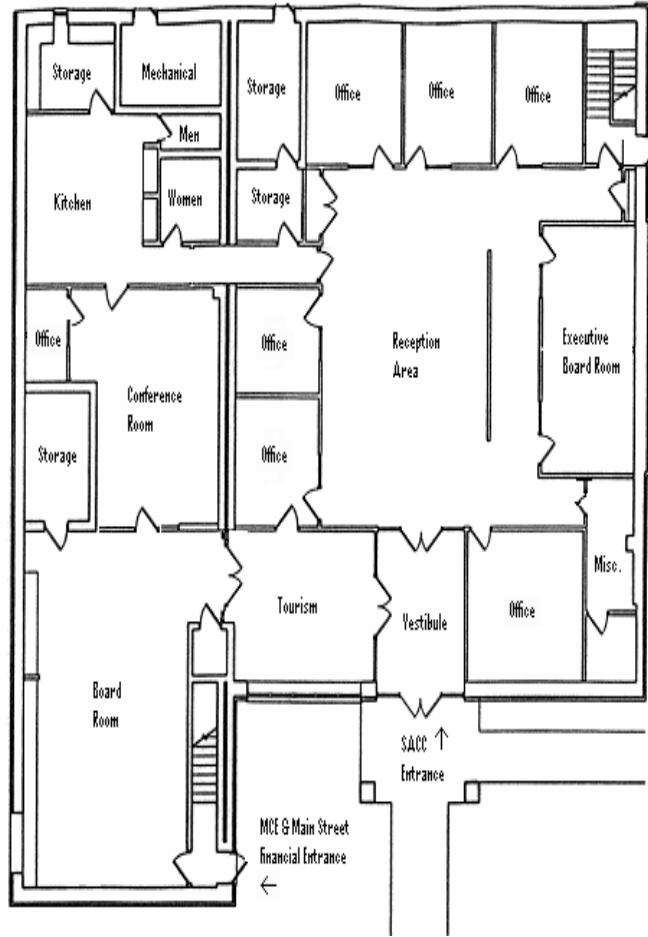 Storage
Mechanical
Storage
Office
Office
Office
Men
Kitchen
Women
Storage
Office
Conference
Room
Office
Reception
Area
Executive
Board Room
Storage
Office
Misc.
Tourism
Vestibule
Office
Board
Room
SACC
Entrance
MCE & Main Street
Financial Entrance